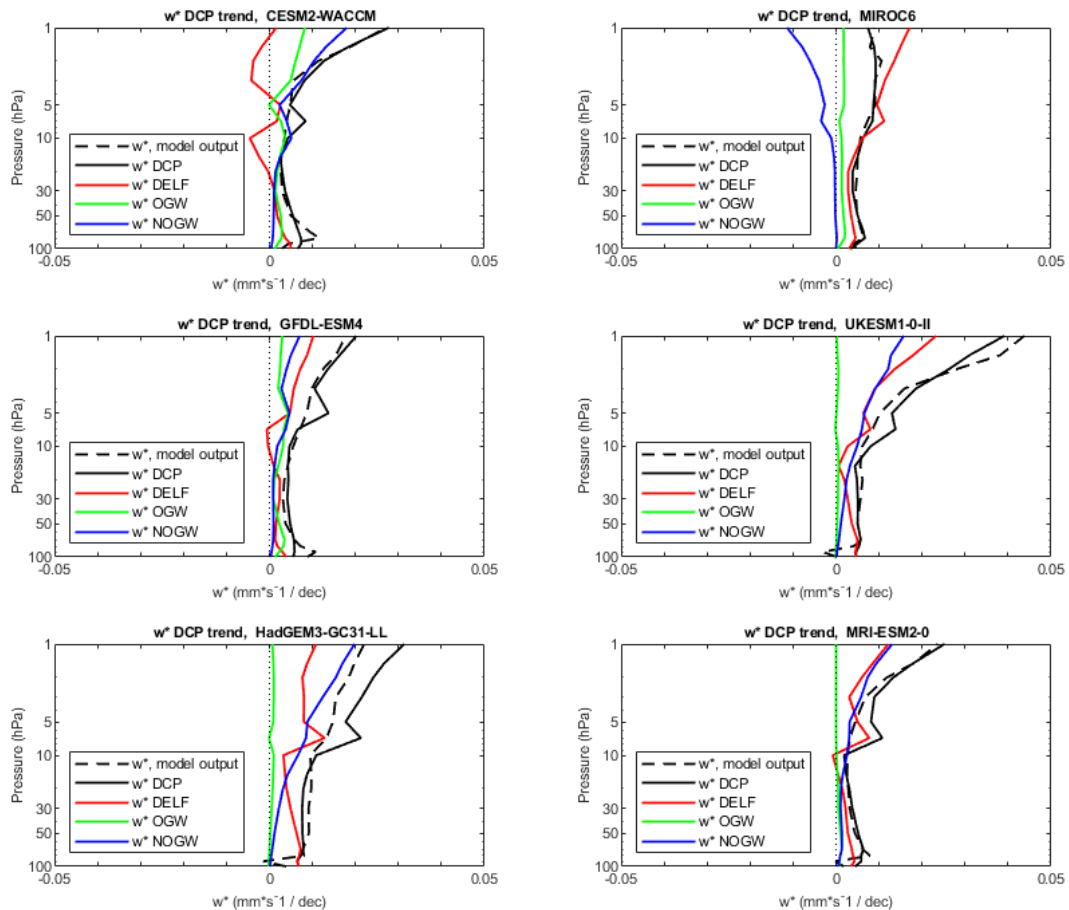 w* DCP trend,  CESM2-WACCM
Pressure (hPa)
1
5
10
30
50
100
w*, model output
w* DCP
w* DELF
w* OGW
w* NOGW
-0.05
0
0.05
w* (mm*s⁻1 / dec)
w* DCP trend,  MIROC6
Pressure (hPa)
1
5
10
30
50
100
w*, model output
w* DCP
w* DELF
w* OGW
w* NOGW
-0.05
0
0.05
w* (mm*s⁻1 / dec)
w* DCP trend,  GFDL-ESM4
Pressure (hPa)
1
5
10
30
50
100
w*, model output
w* DCP
w* DELF
w* OGW
w* NOGW
-0.05
0
0.05
w* (mm*s⁻1 / dec)
w* DCP trend,  UKESM1-0-ll
Pressure (hPa)
1
5
10
30
50
100
w*, model output
w* DCP
w* DELF
w* OGW
w* NOGW
-0.05
0
0.05
w* (mm*s⁻1 / dec)
w* DCP trend,  HadGEM3-GC31-LL
Pressure (hPa)
1
5
10
30
50
100
w*, model output
w* DCP
w* DELF
w* OGW
w* NOGW
-0.05
0
0.05
w* (mm*s⁻1 / dec)
w* DCP trend,  MRI-ESM2-0
Pressure (hPa)
1
5
10
30
50
100
w*, model output
w* DCP
w* DELF
w* OGW
w* NOGW
-0.05
0
0.05
w* (mm*s⁻1 / dec)